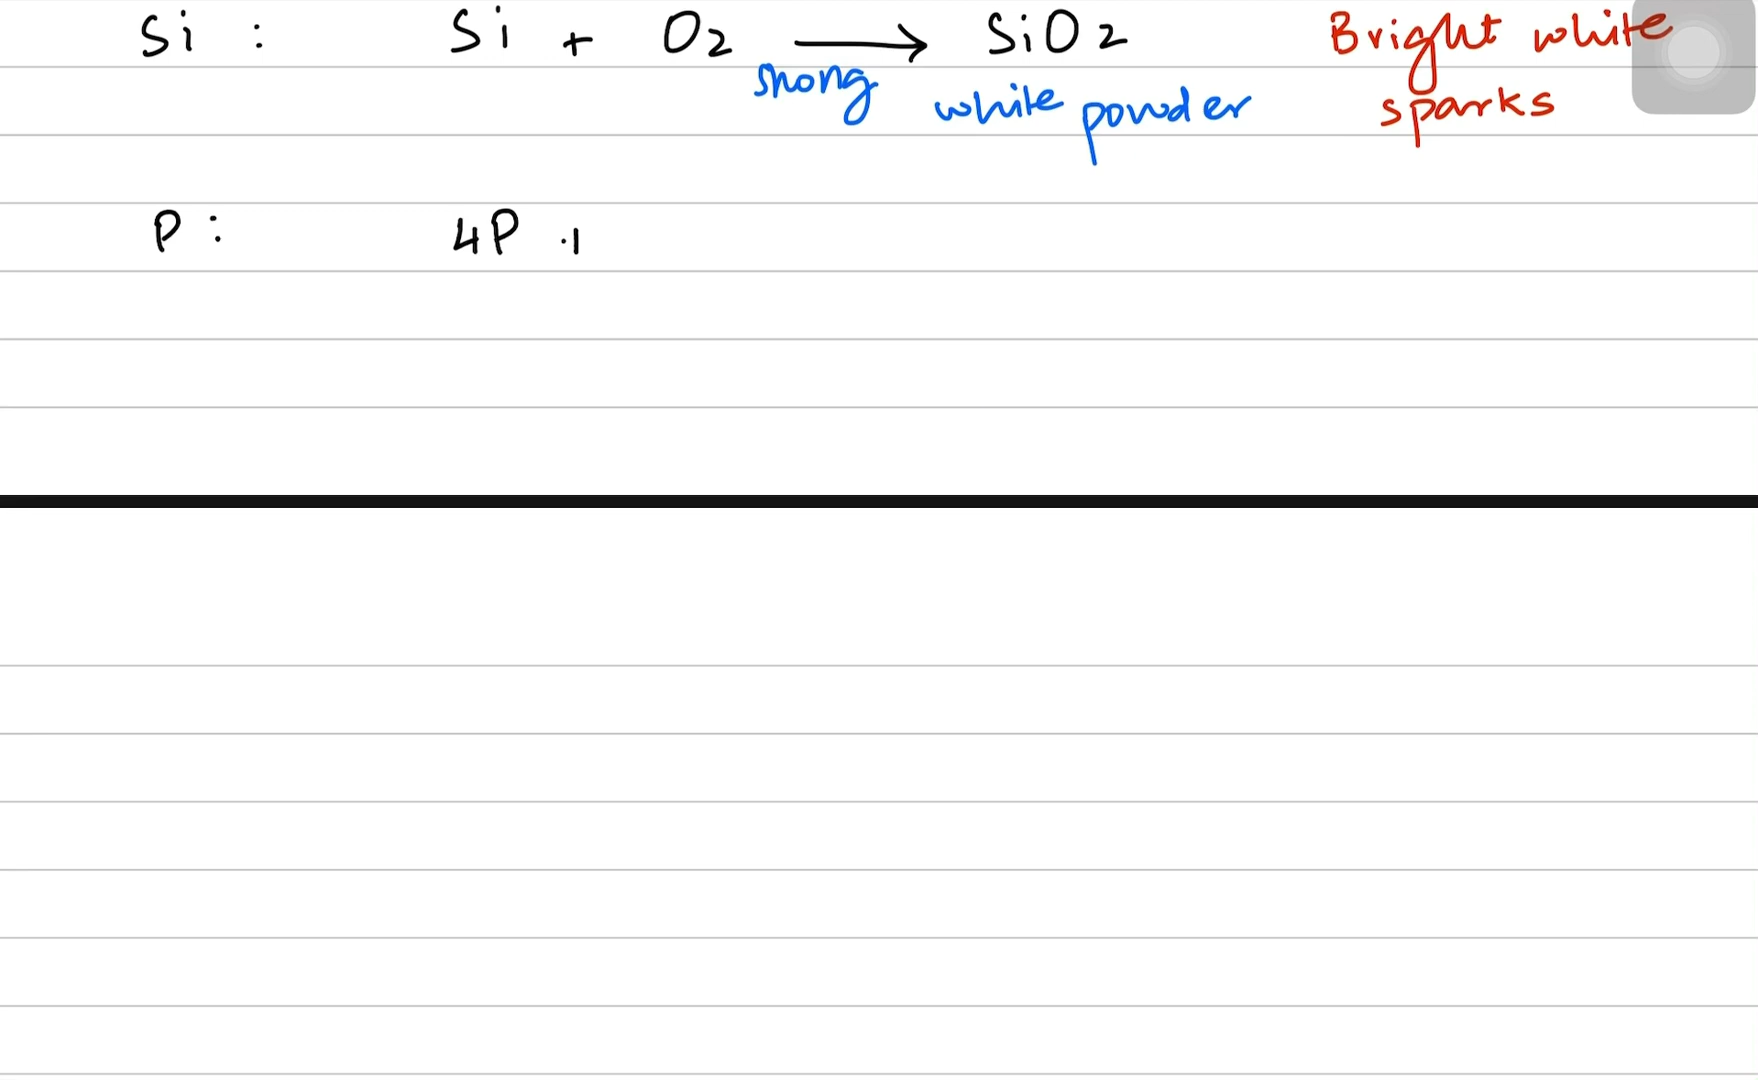 Si : Si + O2 ⟶ SiO2 Bright white
strong white powder sparks
P : 4P